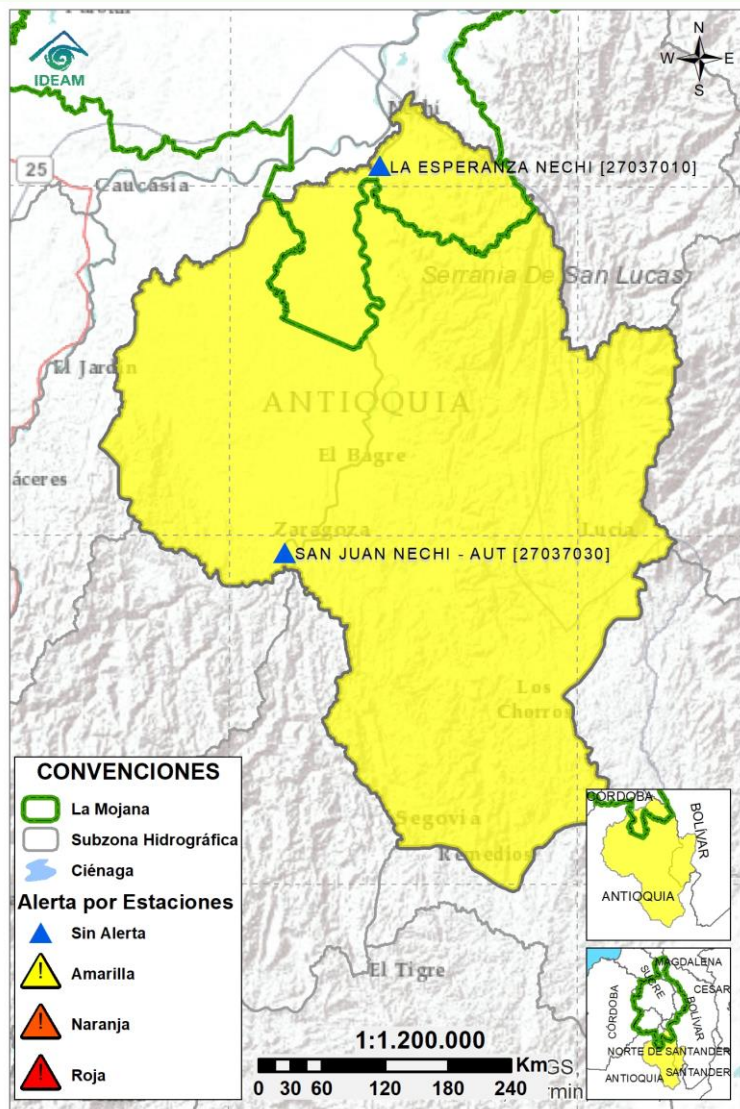 IDEAM
N
W E
S
Nechí
25
Caucasia
LA ESPERANZA NECHI [27037010]
Serranía De San Lucas
El Jardín
ANTIOQUIA
El Bagre
áceres
Zaragoza
Lucia
SAN JUAN NECHI - AUT [27037030]
Los
Chorros
Segovia
Remedios
El Tigre
CONVENCIONES
La Mojana
Subzona Hidrográfica
Ciénaga
Alerta por Estaciones
Sin Alerta
Amarilla
Naranja
Roja
1:1.200.000
Km
0 30 60 120 180 240
GS,
min
CÓRDOBA
BOLÍVAR
ANTIOQUIA
MAGDALENA
SUCRE
CESAR
CÓRDOBA
BOLÍVAR
NORTE DE SANTANDER
ANTIOQUIA
SANTANDER